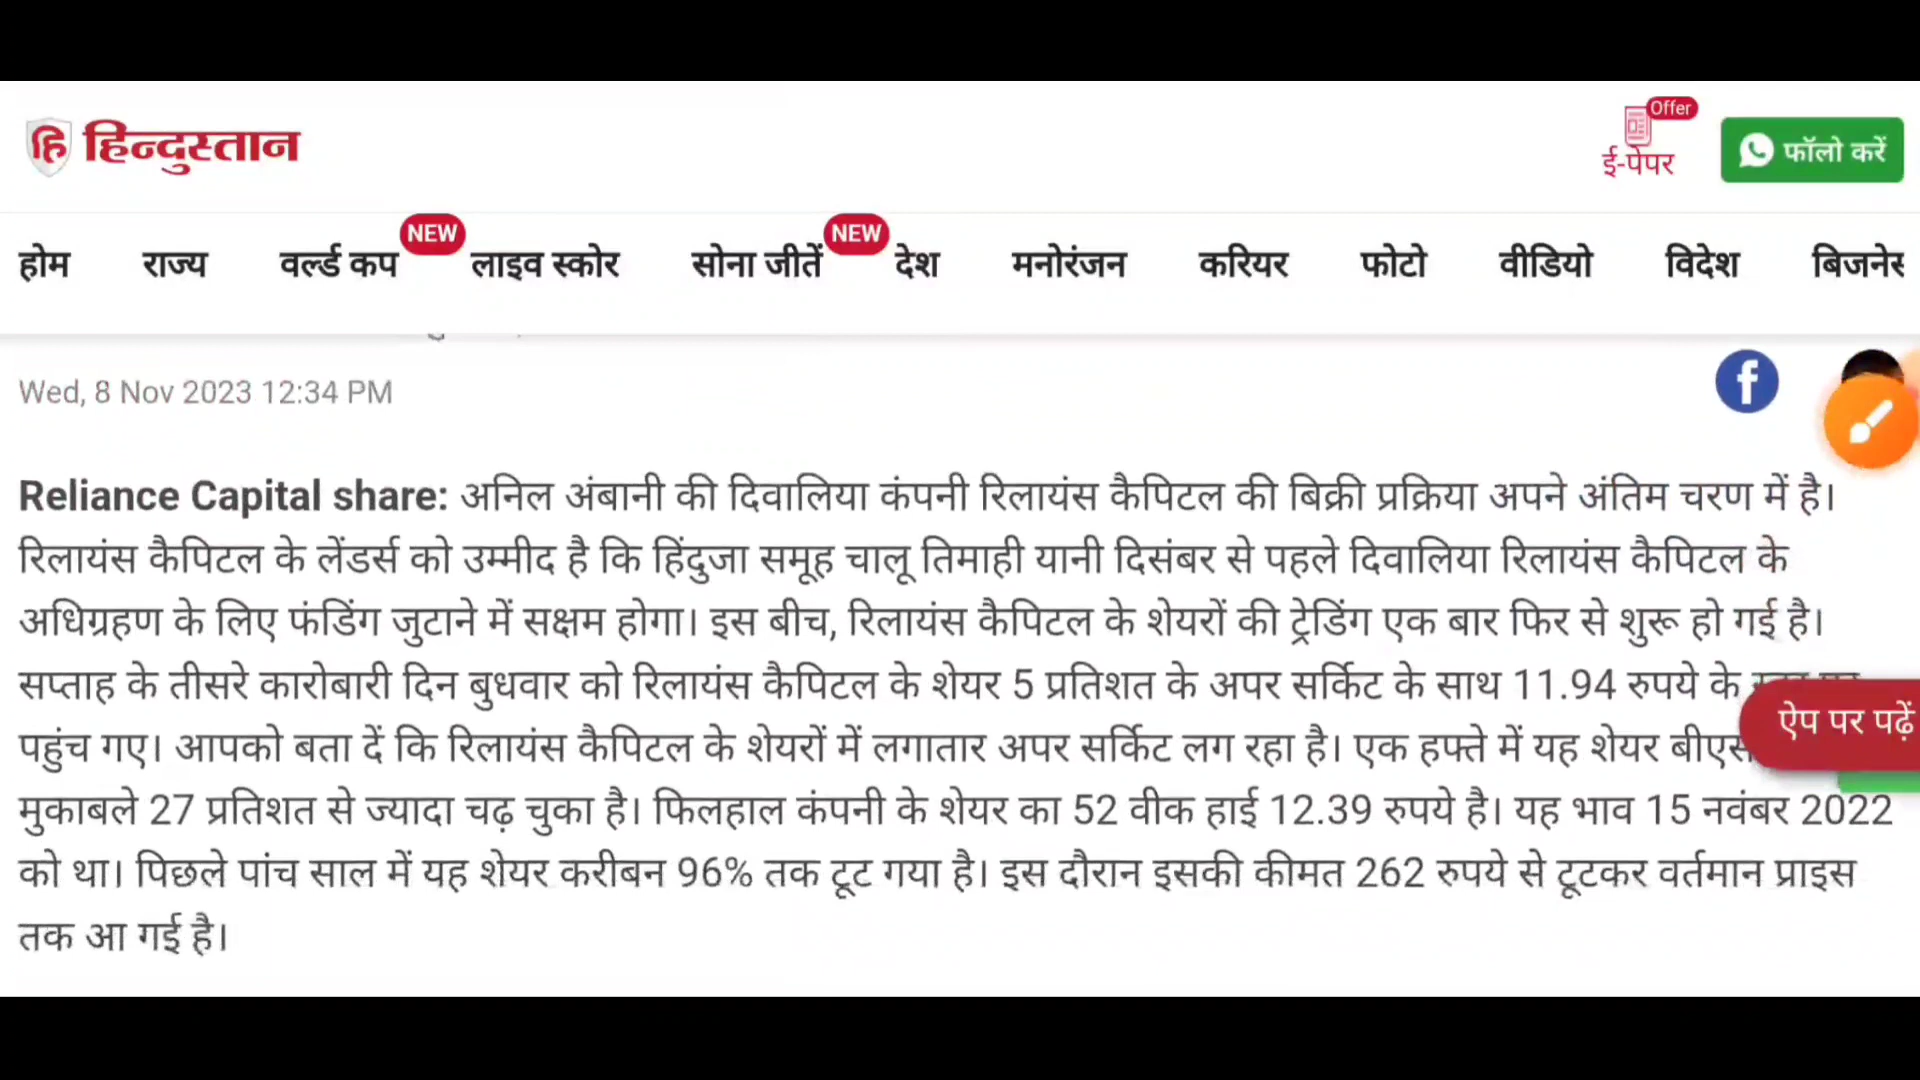 हि हिन्दुस्तान
Offer
ई-पेपर
फॉलो करें
NEW
NEW
होम राज्य वर्ल्ड कप लाइव स्कोर सोना जीतें देश मनोरंजन करियर फोटो वीडियो विदेश बिजनेस
Wed, 8 Nov 2023 12:34 PM
Reliance Capital share: अनिल अंबानी की दिवालिया कंपनी रिलायंस कैपिटल की बिक्री प्रक्रिया अपने अंतिम चरण में है।
रिलायंस कैपिटल के लेंडर्स को उम्मीद है कि हिंदुजा समूह चालू तिमाही यानी दिसंबर से पहले दिवालिया रिलायंस कैपिटल के
अधिग्रहण के लिए फंडिंग जुटाने में सक्षम होगा। इस बीच, रिलायंस कैपिटल के शेयरों की ट्रेडिंग एक बार फिर से शुरू हो गई है।
सप्ताह के तीसरे कारोबारी दिन बुधवार को रिलायंस कैपिटल के शेयर 5 प्रतिशत के अपर सर्किट के साथ 11.94 रुपये के
पहुंच गए। आपको बता दें कि रिलायंस कैपिटल के शेयरों में लगातार अपर सर्किट लग रहा है। एक हफ्ते में यह शेयर
ऐप पर पढ़ें
मुकाबले 27 प्रतिशत से ज्यादा चढ़ चुका है। फिलहाल कंपनी के शेयर का 52 वीक हाई 12.39 रुपये है। यह भाव 15 नवंबर 2022
को था। पिछले पांच साल में यह शेयर करीबन 96% तक टूट गया है। इस दौरान इसकी कीमत 262 रुपये से टूटकर वर्तमान प्राइस
तक आ गई है।